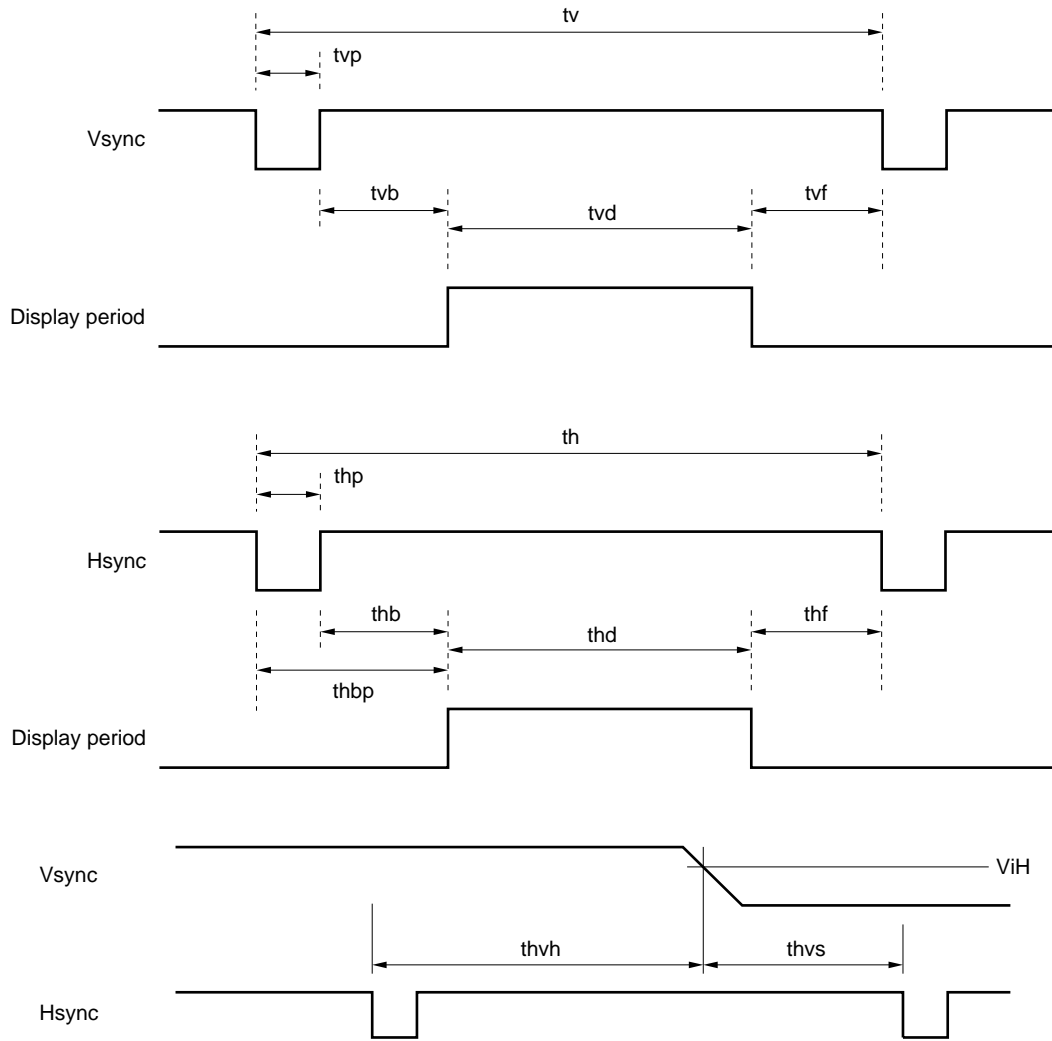 tv
tvp
Vsync
tvb
tvd
tvf
Display period
th
thp
Hsync
thb
thd
thf
thbp
Display period
Vsync
ViH
thvh
thvs
Hsync